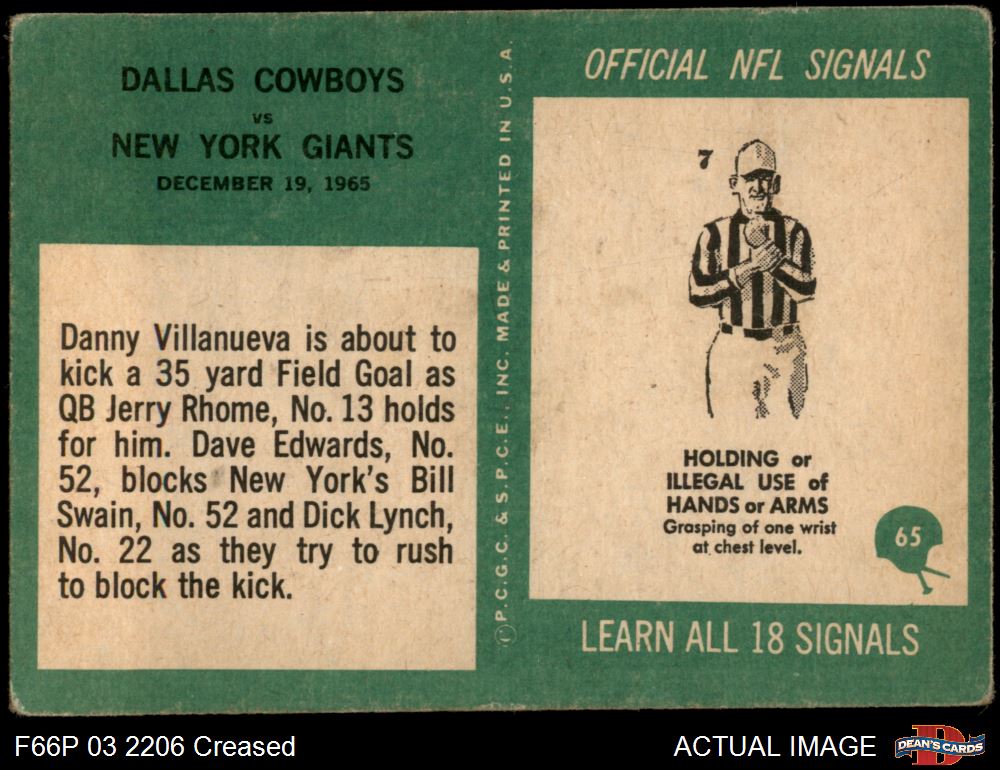 DALLAS COWBOYS
vs
NEW YORK GIANTS
DECEMBER 19, 1965
Danny Villanueva is about to
kick a 35 yard Field Goal as
QB Jerry Rhome, No. 13 holds
for him. Dave Edwards, No.
52, blocks New York's Bill
Swain, No. 52 and Dick Lynch,
No. 22 as they try to rush
to block the kick.
©P.C.G.C. & S.P.C.E., INC. MADE & PRINTED IN U.S.A.
OFFICIAL NFL SIGNALS
7
HOLDING or
ILLEGAL USE of
HANDS or ARMS
Grasping of one wrist
at chest level.
65
LEARN ALL 18 SIGNALS
F66P 03 2206 Creased
ACTUAL IMAGE
D
DEAN'S CARDS